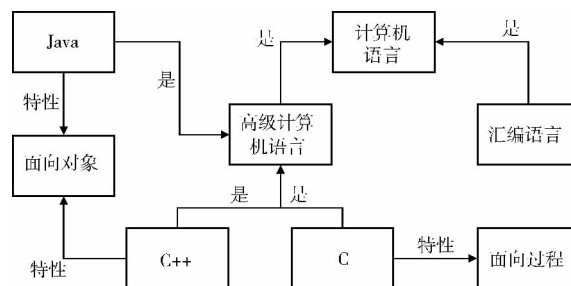 Java
是
计算机
语言
是
特性
是
高级计算
机语言
汇编语言
面向对象
是
是
特性
C++
C
特性
面向过程